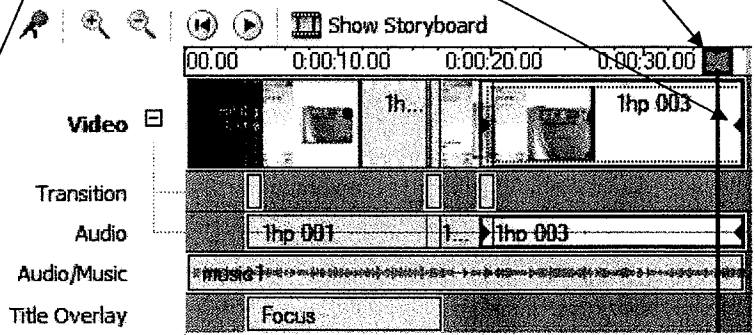 Show Storyboard
00.00 0:00:10.00 0:00:20.00 0:00:30.00
Video 1h... 1hp 003
Transition
Audio 1hp 001 1... 1hp 003
Audio/Music music1
Title Overlay Focus